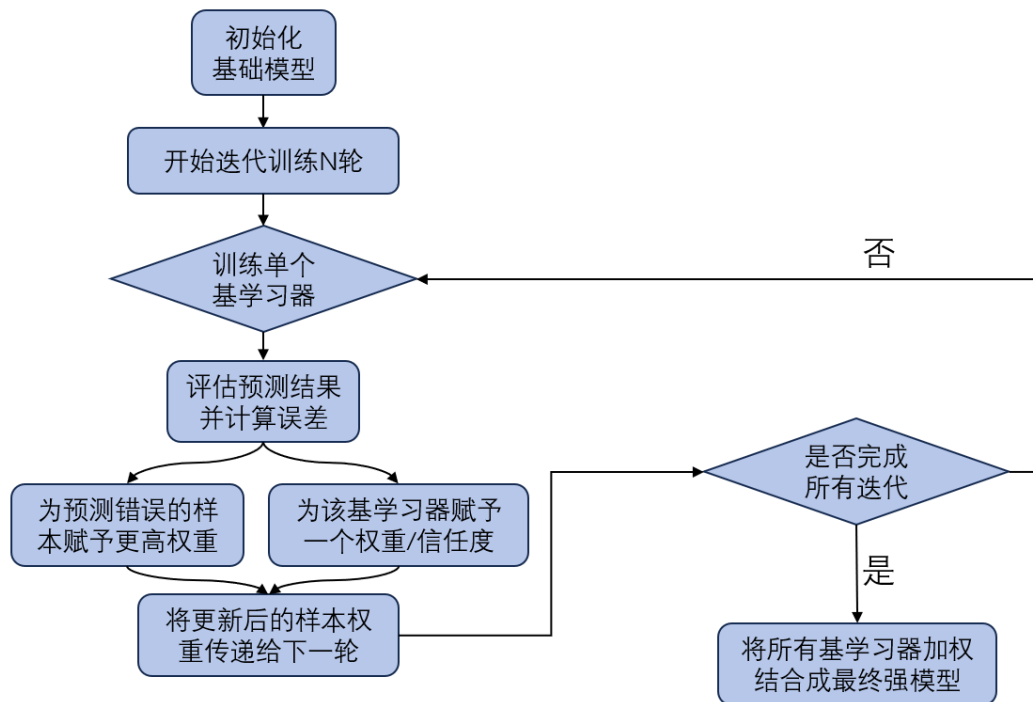 初始化
基础模型
开始迭代训练N轮
训练单个
基学习器
否
评估预测结果
并计算误差
为预测错误的样
本赋予更高权重
为该基学习器赋予
一个权重/信任度
将更新后的样本权
重传递给下一轮
是否完成
所有迭代
是
将所有基学习器加权
结合成最终强模型